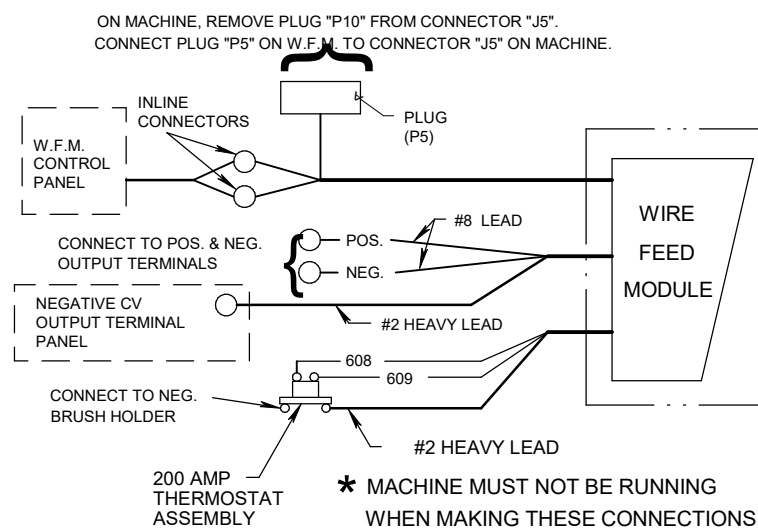 ON MACHINE, REMOVE PLUG "P10" FROM CONNECTOR "J5".
CONNECT PLUG "P5" ON W.F.M. TO CONNECTOR "J5" ON MACHINE.
INLINE
CONNECTORS
PLUG
(P5)
W.F.M.
CONTROL
PANEL
WIRE
FEED
MODULE
#8 LEAD
CONNECT TO POS. & NEG.
OUTPUT TERMINALS
POS.
NEG.
NEGATIVE CV
OUTPUT TERMINAL
PANEL
#2 HEAVY LEAD
608
609
CONNECT TO NEG.
BRUSH HOLDER
#2 HEAVY LEAD
200 AMP
THERMOSTAT
ASSEMBLY
* MACHINE MUST NOT BE RUNNING
WHEN MAKING THESE CONNECTIONS